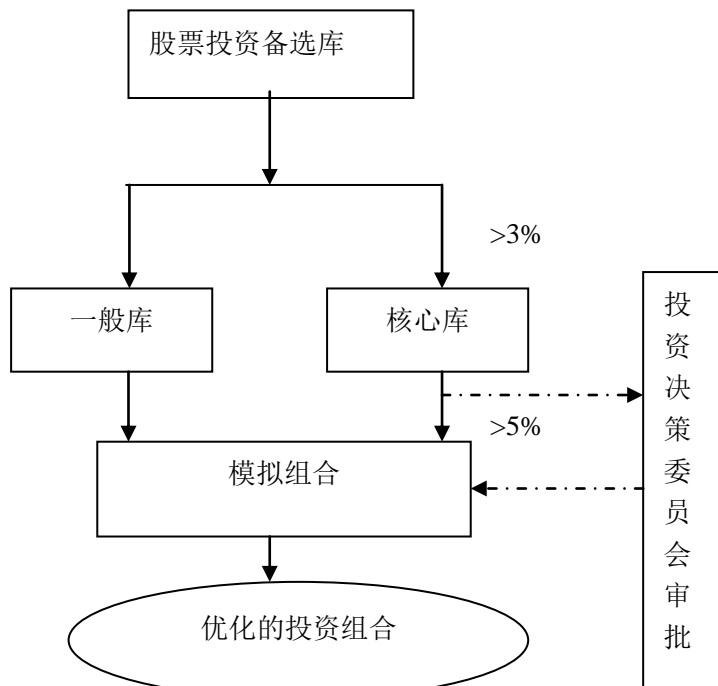 股票投资备选库
>3%
一般库
核心库
投
资
决
策
委
员
会
审
批
>5%
模拟组合
优化的投资组合